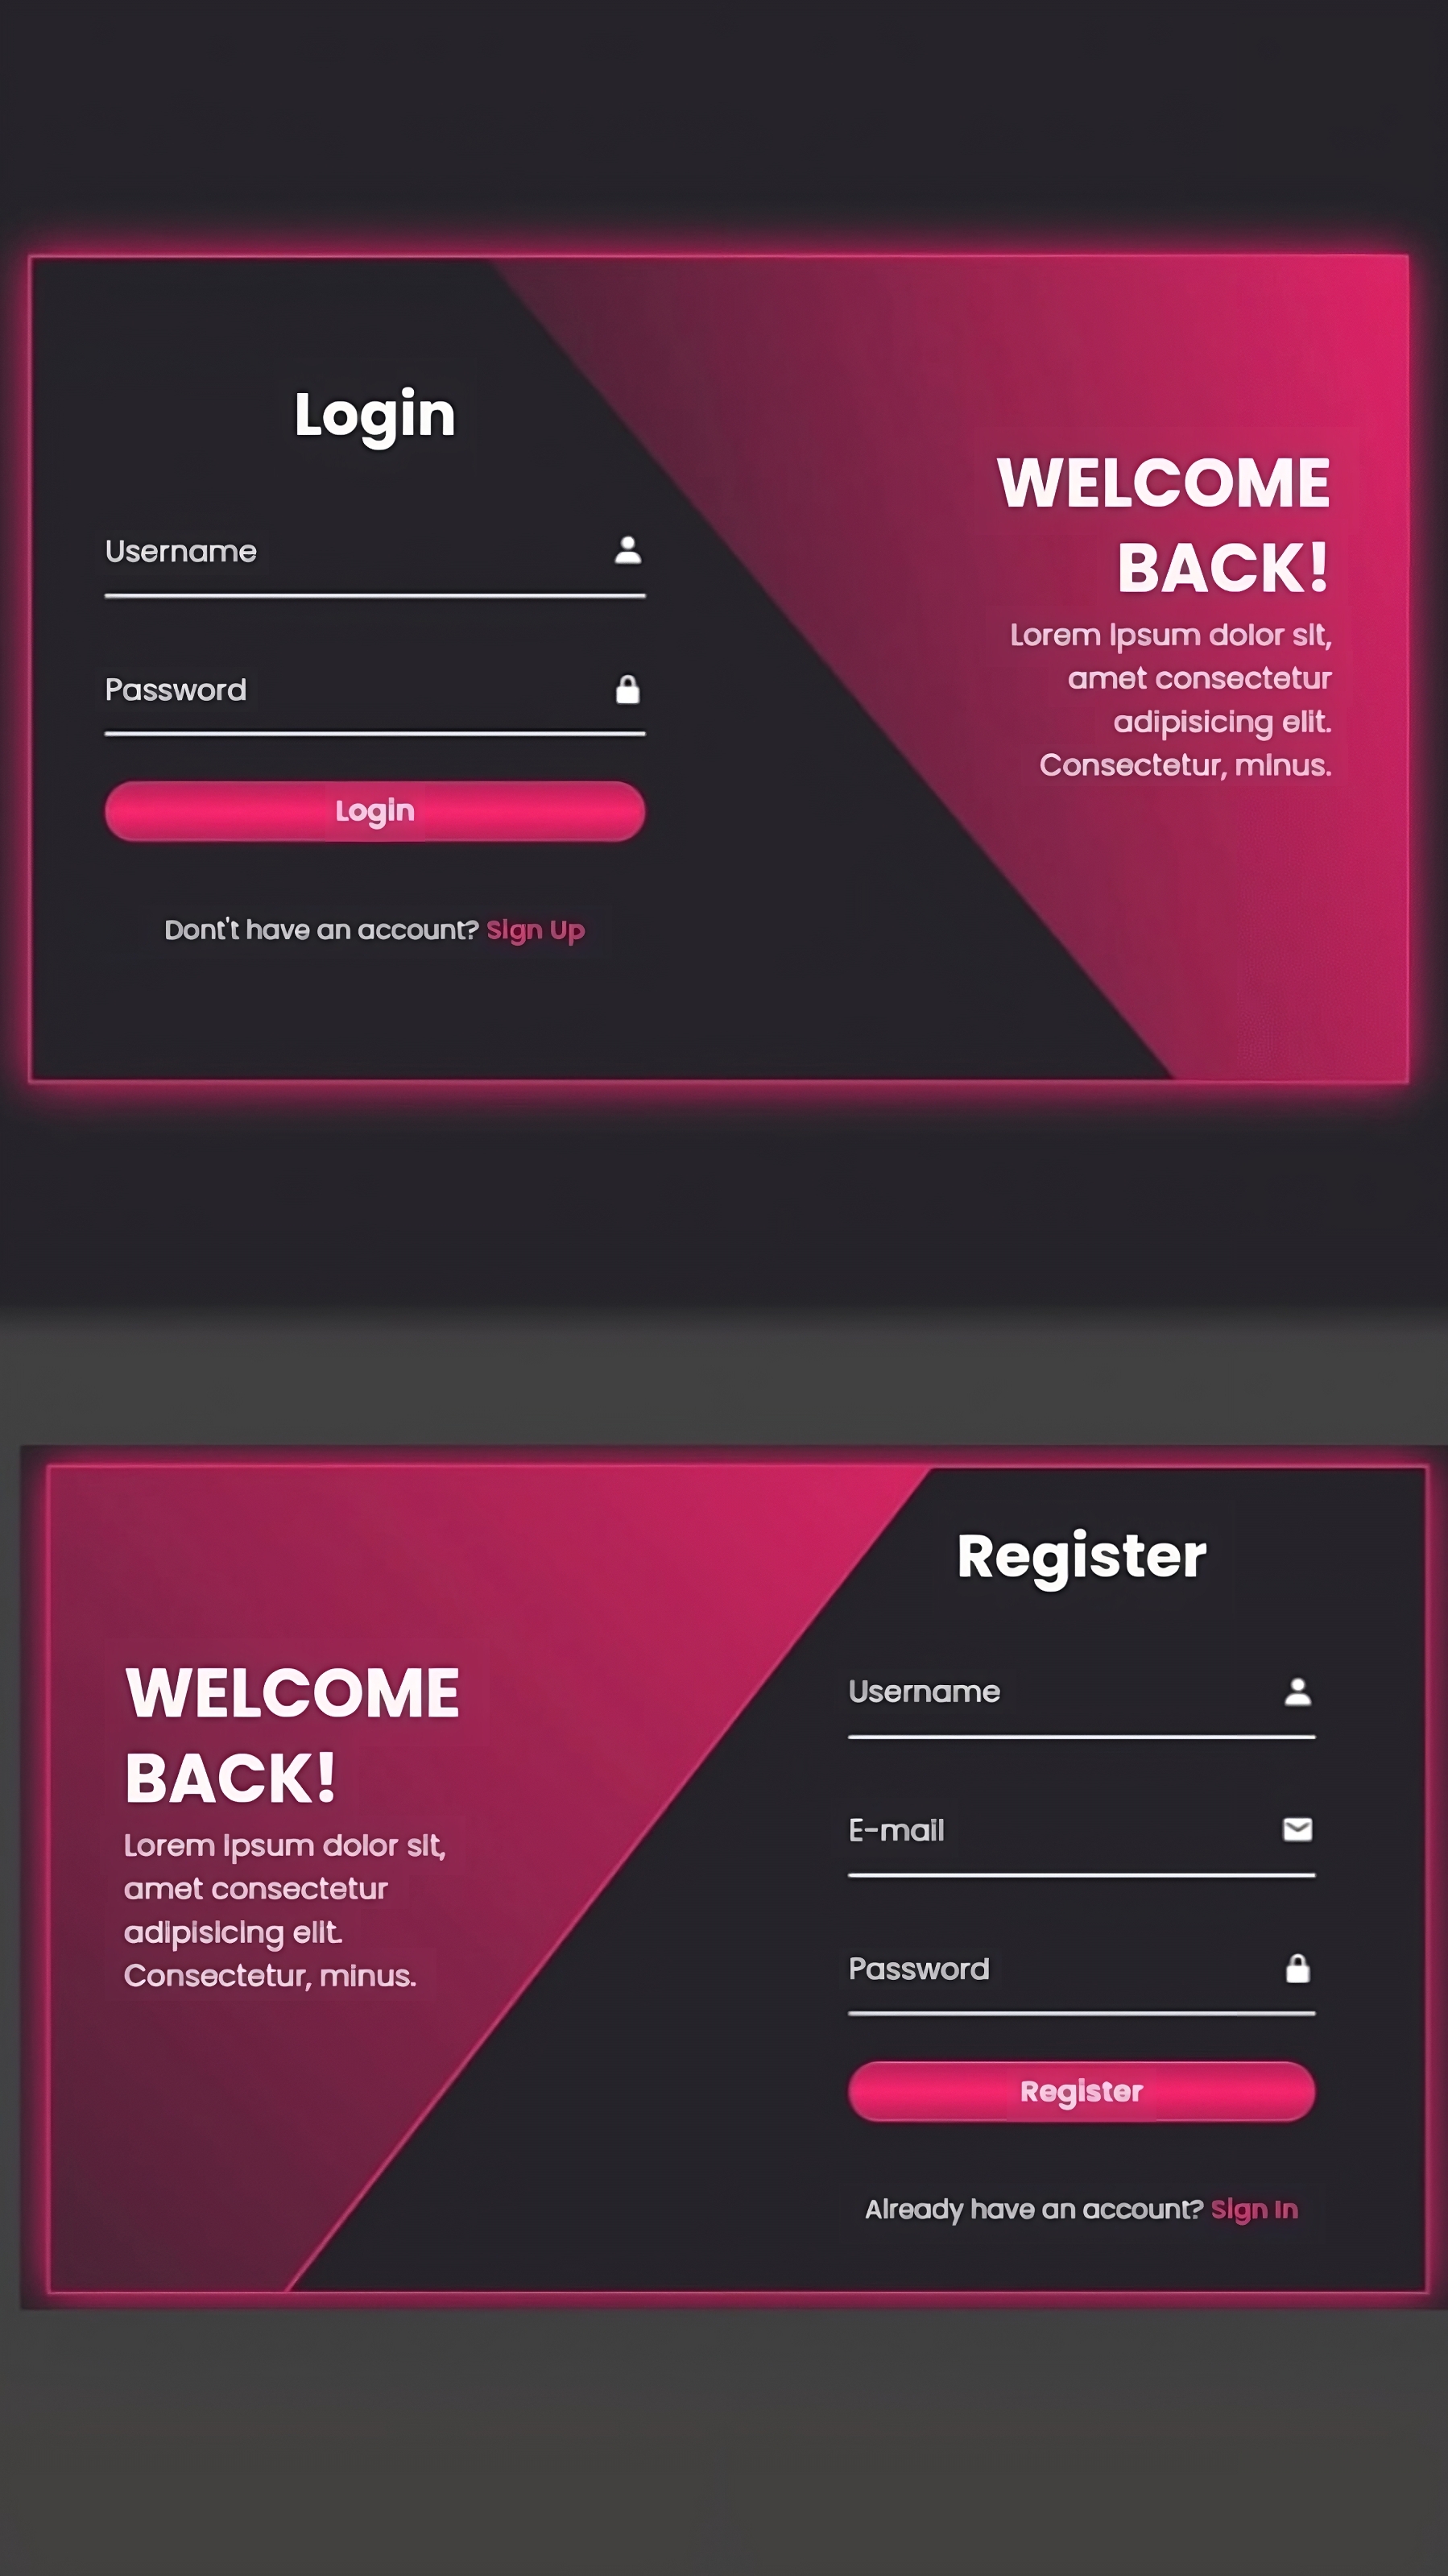 Login
Username
Password
Login
Dont't have an account? Sign Up
WELCOME
BACK!
Lorem Ipsum dolor sit,
amet consectetur
adipisicing elit.
Consectetur, minus.
WELCOME
BACK!
Lorem Ipsum dolor sit,
amet consectetur
adipisicing elit.
Consectetur, minus.
Register
Username
E-mail
Password
Register
Already have an account? Sign In